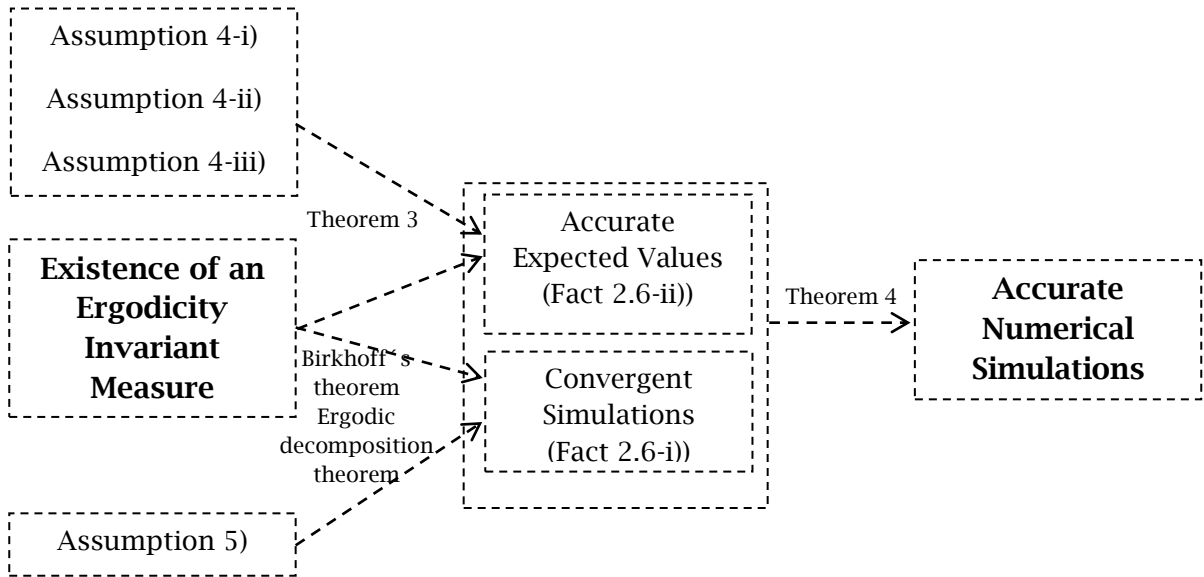 Assumption 4-i)
Assumption 4-ii)
Assumption 4-iii)
Theorem 3
Existence of an
Ergodicity
Invariant
Measure
Birkhoff´s
theorem
Ergodic
decomposition
theorem
Assumption 5)
Accurate
Expected Values
(Fact 2.6-ii))
Convergent
Simulations
(Fact 2.6-i))
Theorem 4
Accurate
Numerical
Simulations